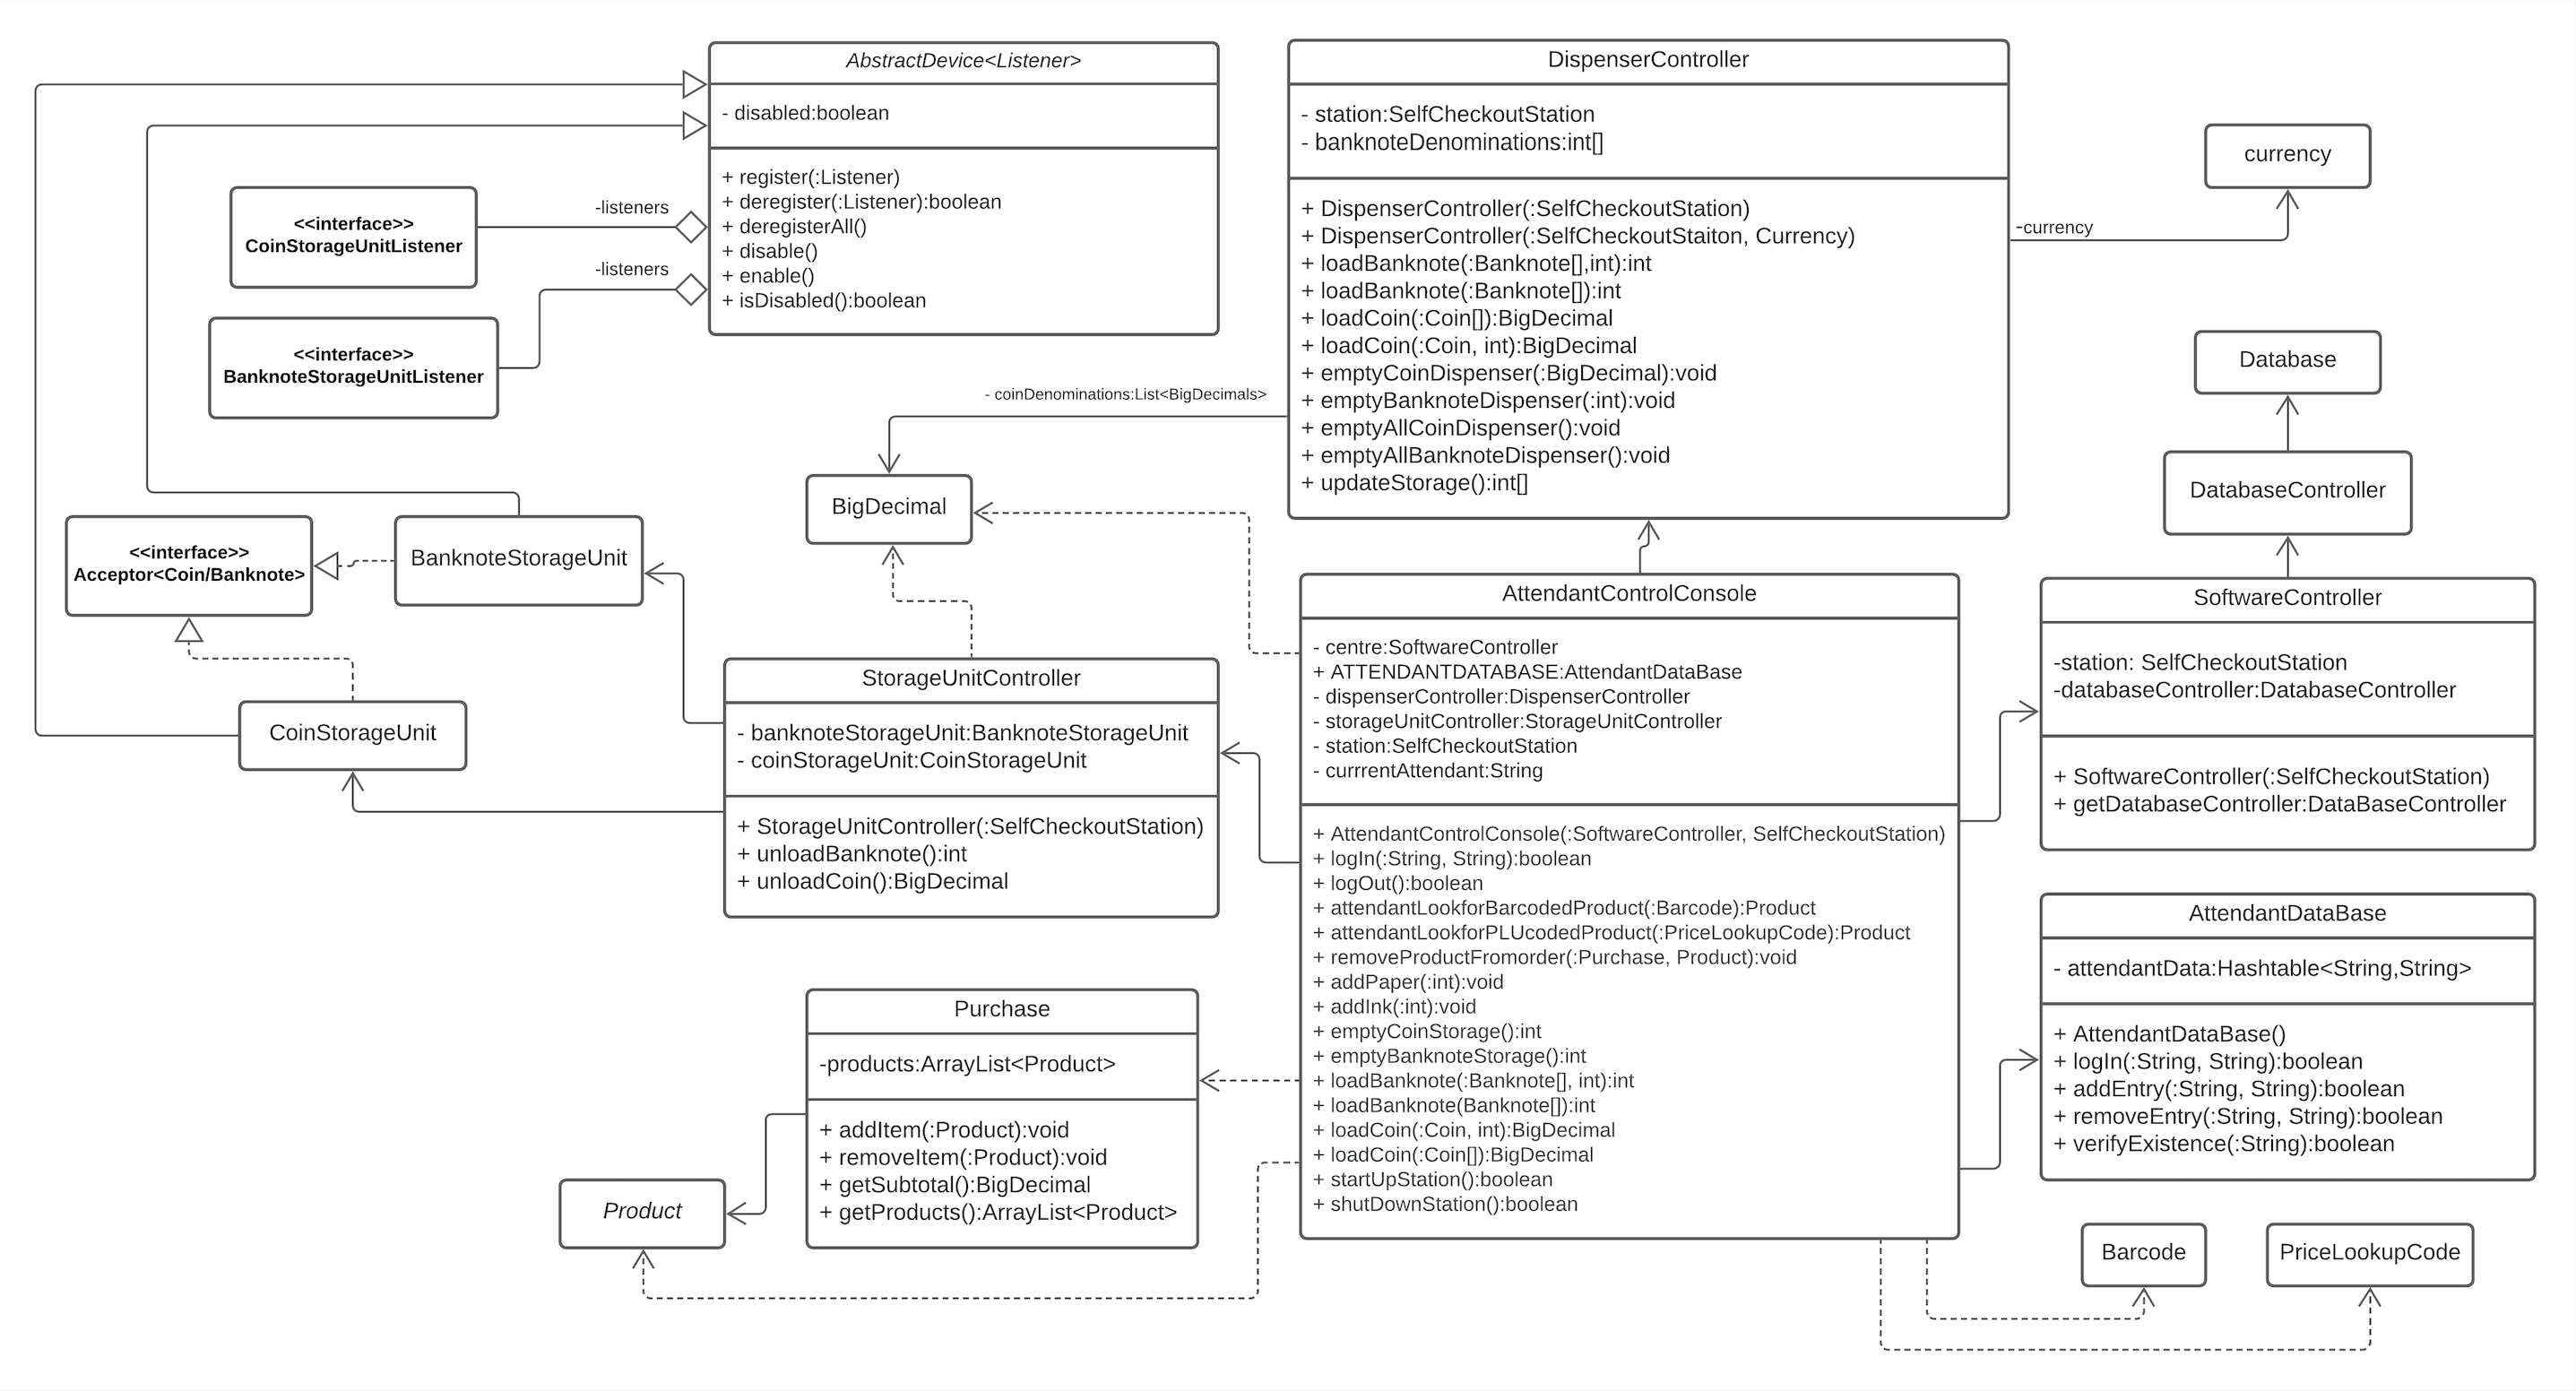 AbstractDevice<Listener>
- disabled:boolean
+ register(:Listener)
+ deregister(:Listener):boolean
+ deregisterAll()
+ disable()
+ enable()
+ isDisabled():boolean
DispenserController
- station:SelfCheckoutStation
- banknoteDenominations:int[]
+ DispenserController(:SelfCheckoutStation)
+ DispenserController(:SelfCheckoutStaiton, Currency)
+ loadBanknote(:Banknote[],int):int
+ loadBanknote(:Banknote[]):int
+ loadCoin(:Coin[]):BigDecimal
+ loadCoin(:Coin, int):BigDecimal
+ emptyCoinDispenser(:BigDecimal):void
+ emptyBanknoteDispenser(:int):void
+ emptyAllCoinDispenser():void
+ emptyAllBanknoteDispenser():void
+ updateStorage():int[]
currency
-currency
<<interface>>
CoinStorageUnitListener
-listeners
<<interface>>
BanknoteStorageUnitListener
-listeners
- coinDenominations:List<BigDecimals>
Database
DatabaseController
BigDecimal
<<interface>>
Acceptor<Coin/Banknote>
BanknoteStorageUnit
CoinStorageUnit
StorageUnitController
- banknoteStorageUnit:BanknoteStorageUnit
- coinStorageUnit:CoinStorageUnit
+ StorageUnitController(:SelfCheckoutStation)
+ unloadBanknote():int
+ unloadCoin():BigDecimal
AttendantControlConsole
- centre:SoftwareController
+ ATTENDANTDATABASE:AttendantDataBase
- dispenserController:DispenserController
- storageUnitController:StorageUnitController
- station:SelfCheckoutStation
- currrentAttendant:String
+ AttendantControlConsole(:SoftwareController, SelfCheckoutStation)
+ logIn(:String, String):boolean
+ logOut():boolean
+ attendantLookforBarcodedProduct(:Barcode):Product
+ attendantLookforPLUcodedProduct(:PriceLookupCode):Product
+ removeProductFromorder(:Purchase, Product):void
+ addPaper(:int):void
+ addInk(:int):void
+ emptyCoinStorage():int
+ emptyBanknoteStorage():int
+ loadBanknote(:Banknote[], int):int
+ loadBanknote(Banknote[]):int
+ loadCoin(:Coin, int):BigDecimal
+ loadCoin(:Coin[]):BigDecimal
+ startUpStation():boolean
+ shutDownStation():boolean
SoftwareController
-station: SelfCheckoutStation
-databaseController:DatabaseController
+ SoftwareController(:SelfCheckoutStation)
+ getDatabaseController:DataBaseController
AttendantDataBase
- attendantData:Hashtable<String,String>
+ AttendantDataBase()
+ logIn(:String, String):boolean
+ addEntry(:String, String):boolean
+ removeEntry(:String, String):boolean
+ verifyExistence(:String):boolean
Purchase
-products:ArrayList<Product>
+ addItem(:Product):void
+ removeItem(:Product):void
+ getSubtotal():BigDecimal
+ getProducts():ArrayList<Product>
Product
Barcode
PriceLookupCode